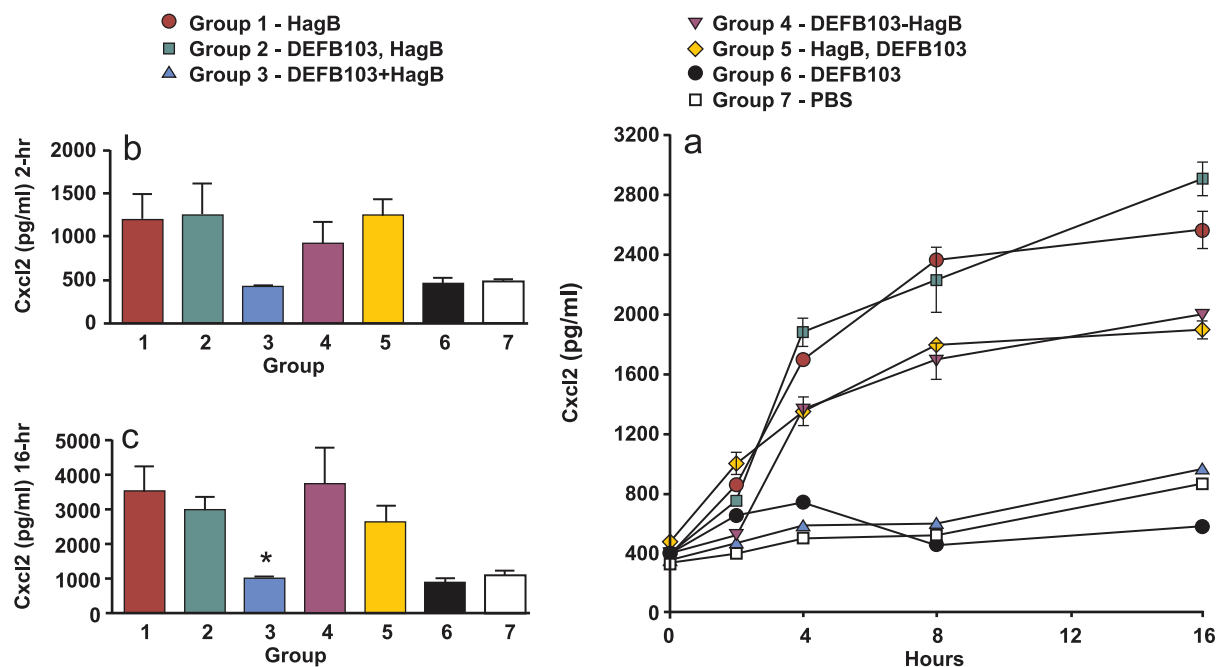 Group 1 - HagB
Group 2 - DEFB103, HagB
Group 3 - DEFB103+HagB
Group 4 - DEFB103-HagB
Group 5 - HagB, DEFB103
Group 6 - DEFB103
Group 7 - PBS
b
Cxcl2 (pg/ml) 2-hr
2000
1500
1000
500
0
1 2 3 4 5 6 7
Group
c
Cxcl2 (pg/ml) 16-hr
5000
4000
3000
2000
1000
0
*
1 2 3 4 5 6 7
Group
a
Cxcl2 (pg/ml)
3200
2800
2400
2000
1600
1200
800
400
0
0 4 8 12 16
Hours